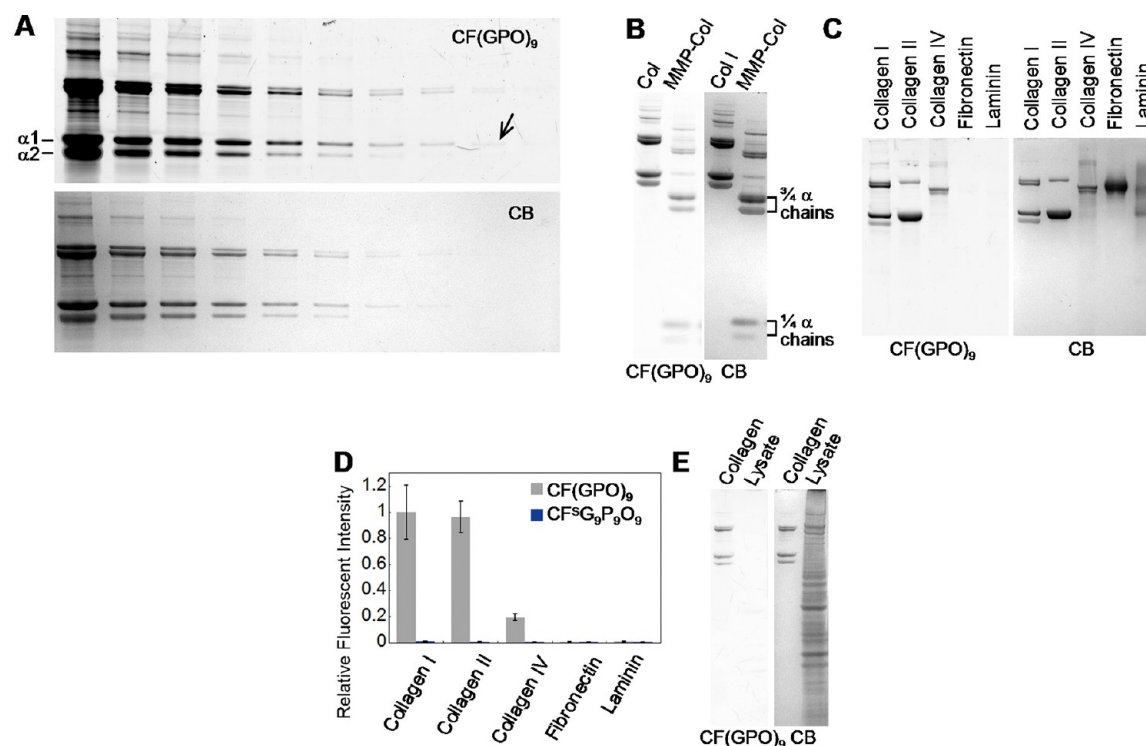 A
CF(GPO)₉
α1
α2
CB
B
Col
MMP-Col
Col I
MMP-Col
¾ α
chains
¼ α
chains
CF(GPO)₉ CB
C
Collagen I
Collagen II
Collagen IV
Fibronectin
Laminin
Collagen I
Collagen II
Collagen IV
Fibronectin
Laminin
CF(GPO)₉
CB
D
Relative Fluorescent Intensity
1.2
1
0.8
0.6
0.4
0.2
0
CF(GPO)₉
CFˢG₉P₉O₉
Collagen I
Collagen II
Collagen IV
Fibronectin
Laminin
E
Collagen
Lysate
Collagen
Lysate
CF(GPO)₉ CB